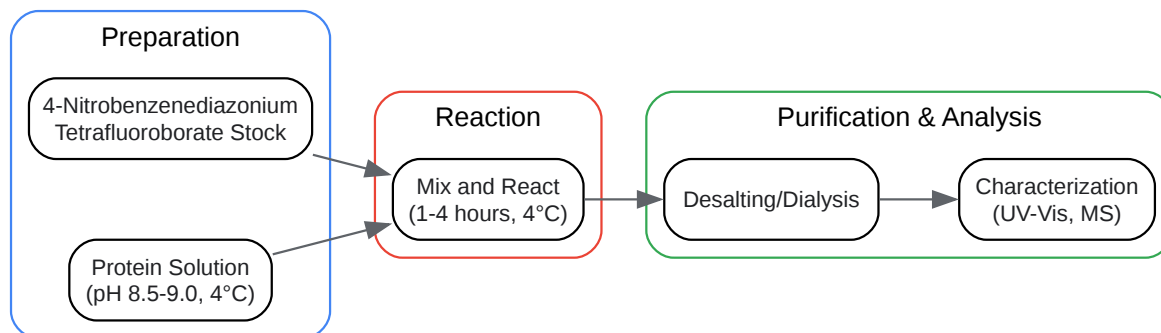 Preparation
4-Nitrobenzenediazonium
Tetrafluoroborate Stock
Protein Solution
(pH 8.5-9.0, 4°C)
Reaction
Mix and React
(1-4 hours, 4°C)
Purification & Analysis
Desalting/Dialysis
Characterization
(UV-Vis, MS)